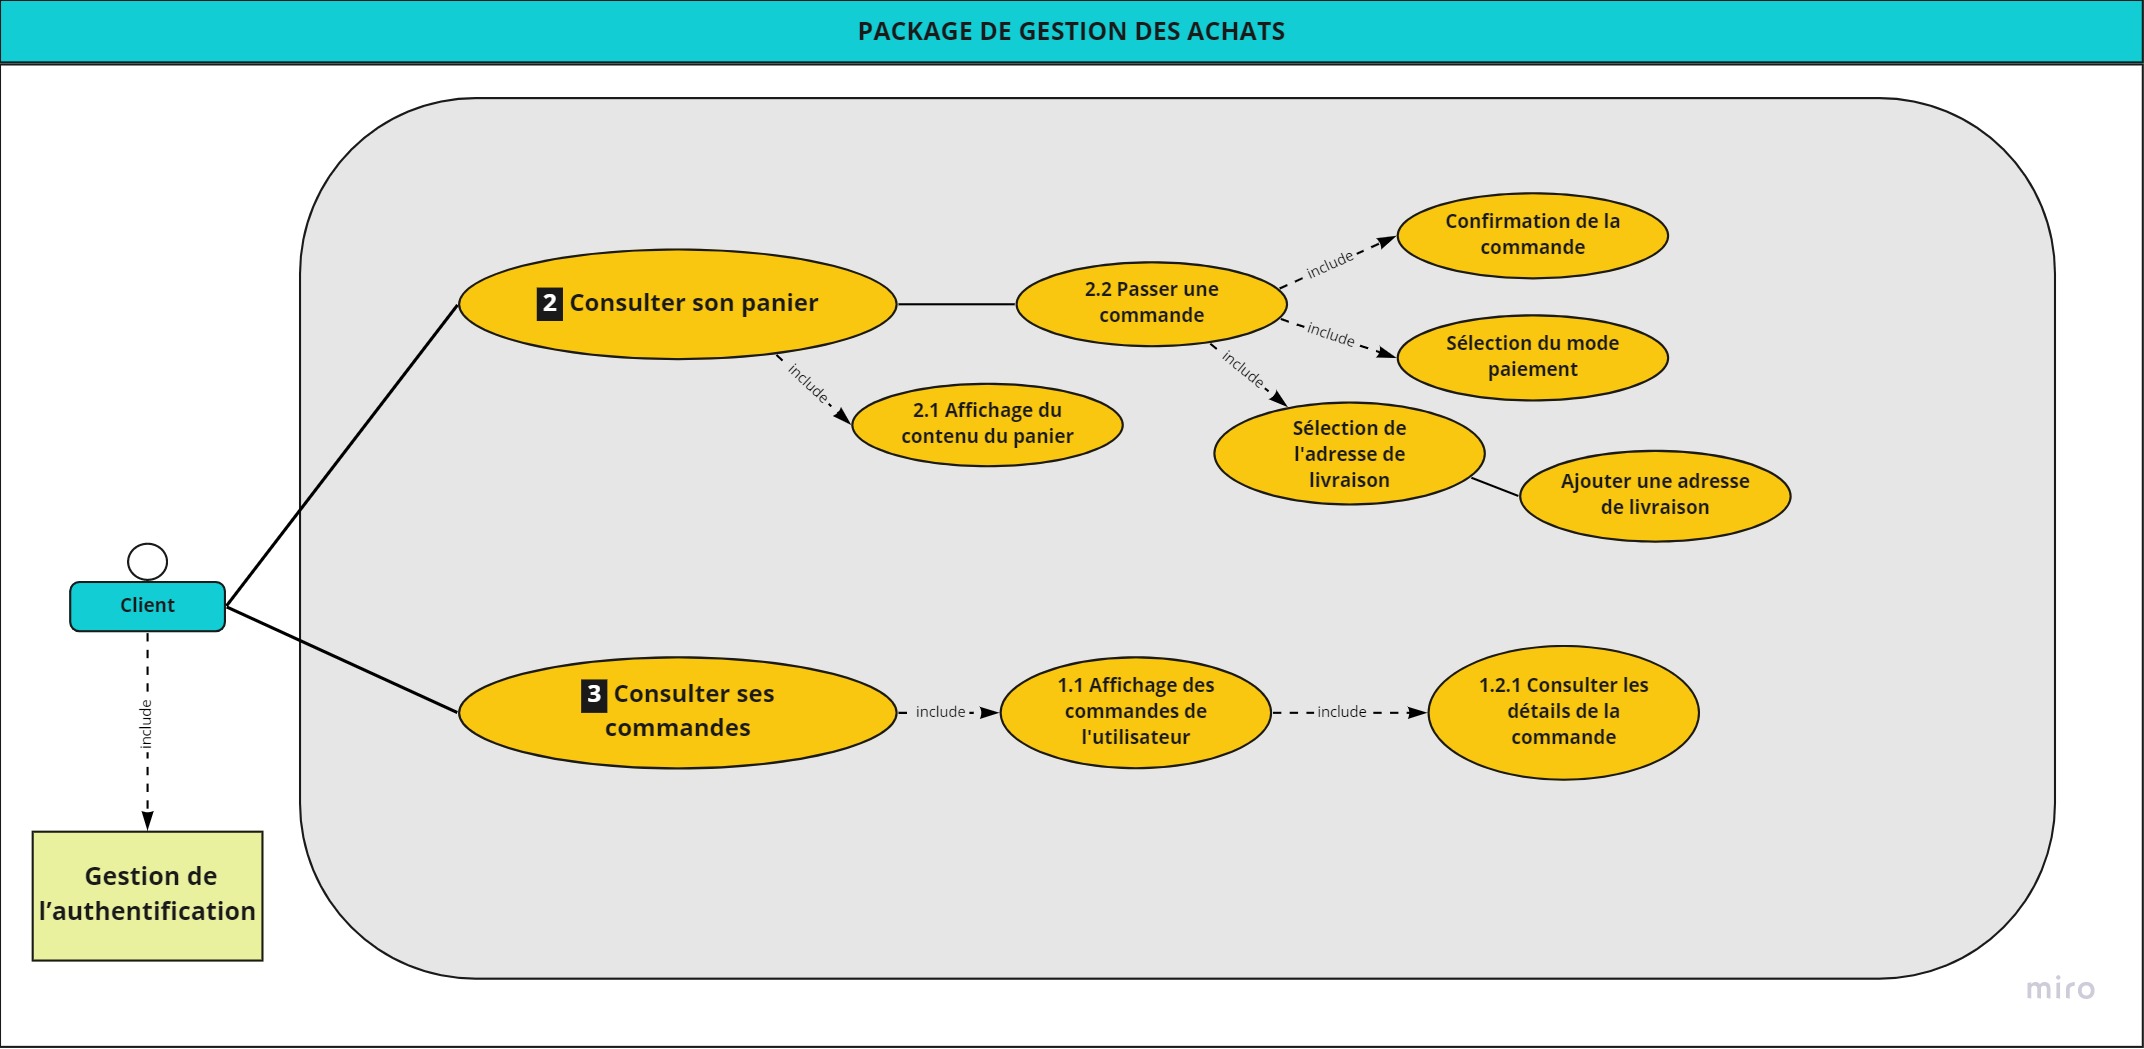 PACKAGE DE GESTION DES ACHATS
Confirmation de la
commande
include
2 Consulter son panier
2.2 Passer une
commande
include
Sélection du mode
paiement
include
include
2.1 Affichage du
contenu du panier
Sélection de
l'adresse de
livraison
Ajouter une adresse
de livraison
Client
include
3 Consulter ses
commandes
include
1.1 Affichage des
commandes de
l'utilisateur
include
1.2.1 Consulter les
détails de la
commande
Gestion de
l’authentification
miro